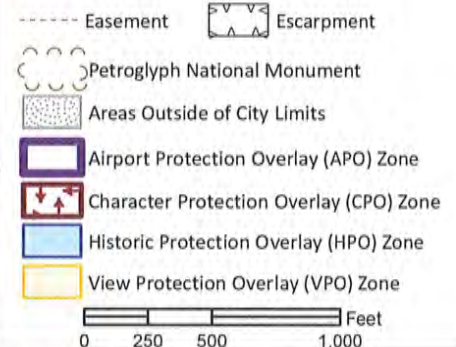 Easement Escarpment
Petroglyph National Monument
Areas Outside of City Limits
Airport Protection Overlay (APO) Zone
Character Protection Overlay (CPO) Zone
Historic Protection Overlay (HPO) Zone
View Protection Overlay (VPO) Zone
Feet
0 250 500 1,000